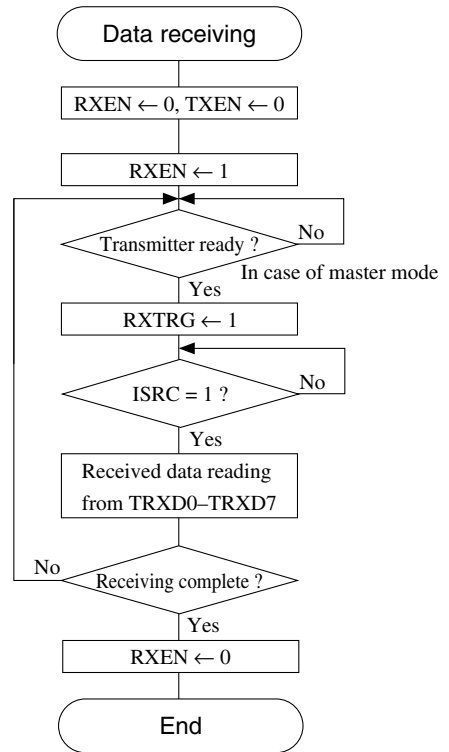 Data receiving
RXEN ← 0, TXEN ← 0
RXEN ← 1
Transmitter ready ?
No
In case of master mode
Yes
RXTRG ← 1
ISRC = 1 ?
No
Yes
Received data reading
from TRXD0–TRXD7
No
Receiving complete ?
Yes
RXEN ← 0
End